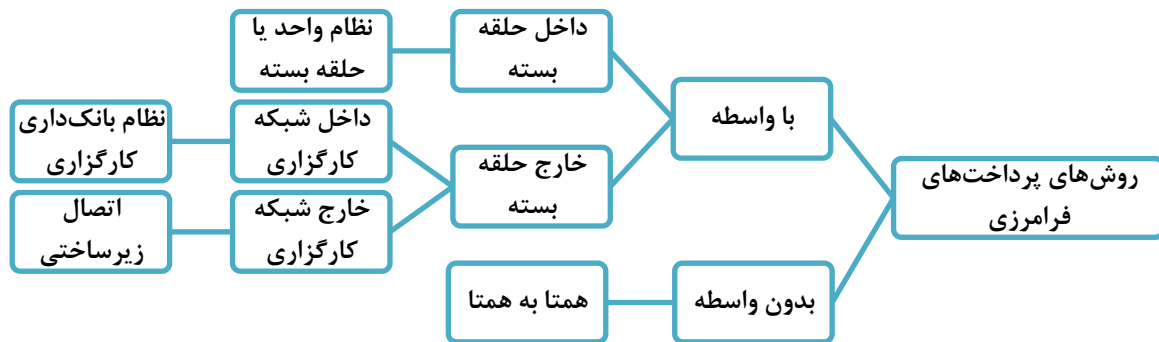 روش‌های پرداخت‌های
فرامرزی
با واسطه
داخل حلقه
بسته
نظام واحد یا
حلقه بسته
خارج حلقه
بسته
داخل شبکه
کارگزاری
نظام بانک‌داری
کارگزاری
خارج شبکه
کارگزاری
اتصال
زیرساختی
بدون واسطه
همتا به همتا